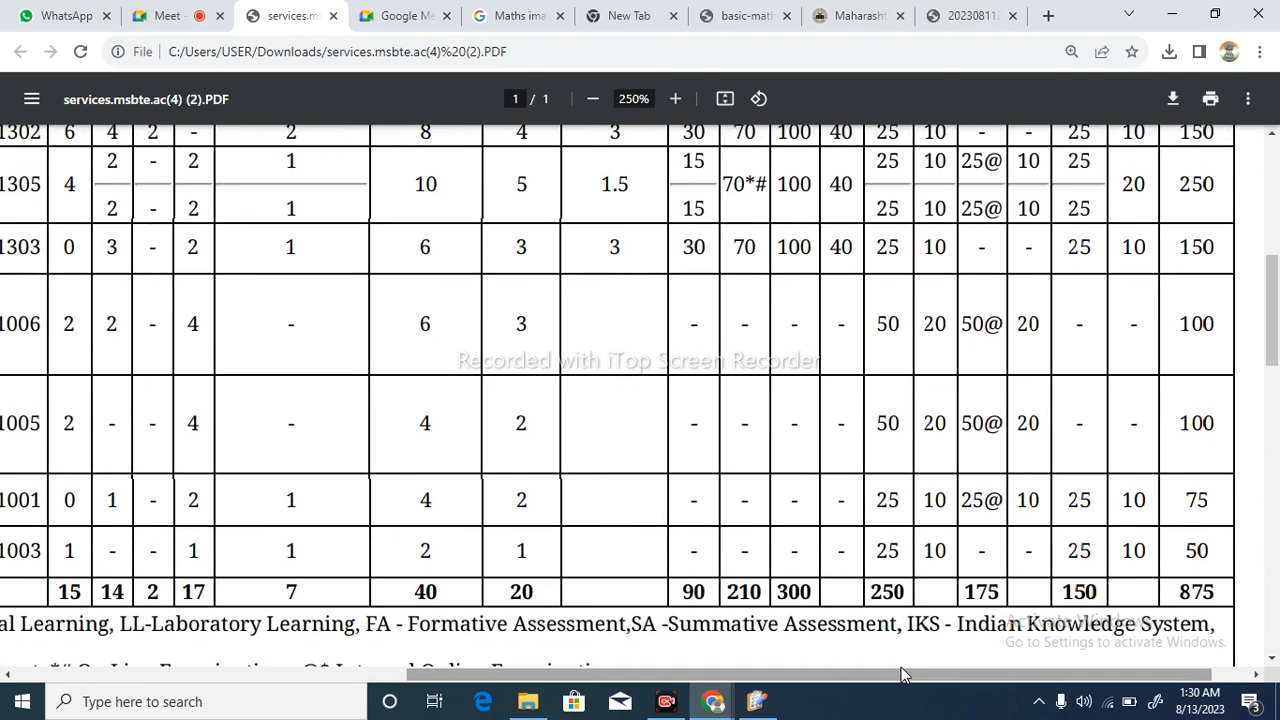 WhatsApp Meet - services.ms Google Me Maths ima New Tab basic-math Maharasht 202308112
File C:/Users/USER/Downloads/services.msbte.ac(4)%20(2).PDF
services.msbte.ac(4) (2).PDF 1 / 1 250%
1302 6 4 2 - 2 8 4 3 30 70 100 40 25 10 - - 25 10 150
2 - 2 1 15 25 10 25@ 10 25
1305 4 10 5 1.5 70*# 100 40 20 250
2 - 2 1 15 25 10 25@ 10 25
1303 0 3 - 2 1 6 3 3 30 70 100 40 25 10 - - 25 10 150
1006 2 2 - 4 - 6 3 - - - - 50 20 50@ 20 - - 100
Recorded with iTop Screen Recorder
1005 2 - - 4 - 4 2 - - - - 50 20 50@ 20 - - 100
1001 0 1 - 2 1 4 2 - - - - 25 10 25@ 10 25 10 75
1003 1 - - 1 1 2 1 - - - - 25 10 - - 25 10 50
15 14 2 17 7 40 20 90 210 300 250 175 150 875
al Learning, LL-Laboratory Learning, FA - Formative Assessment,SA -Summative Assessment, IKS - Indian Knowledge System,
Activate Windows
Go to Settings to activate Windows.
Type here to search
1:30 AM
8/13/2023
3